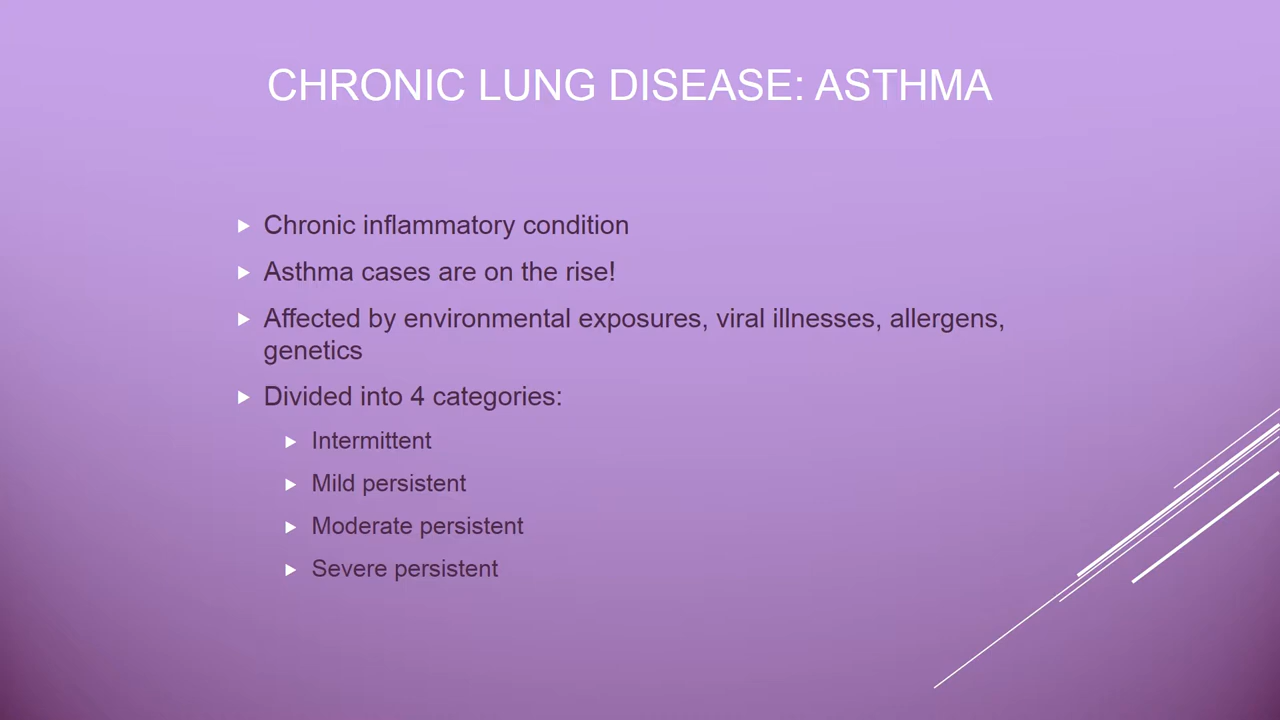 CHRONIC LUNG DISEASE: ASTHMA
Chronic inflammatory condition
Asthma cases are on the rise!
Affected by environmental exposures, viral illnesses, allergens,
genetics
Divided into 4 categories:
Intermittent
Mild persistent
Moderate persistent
Severe persistent